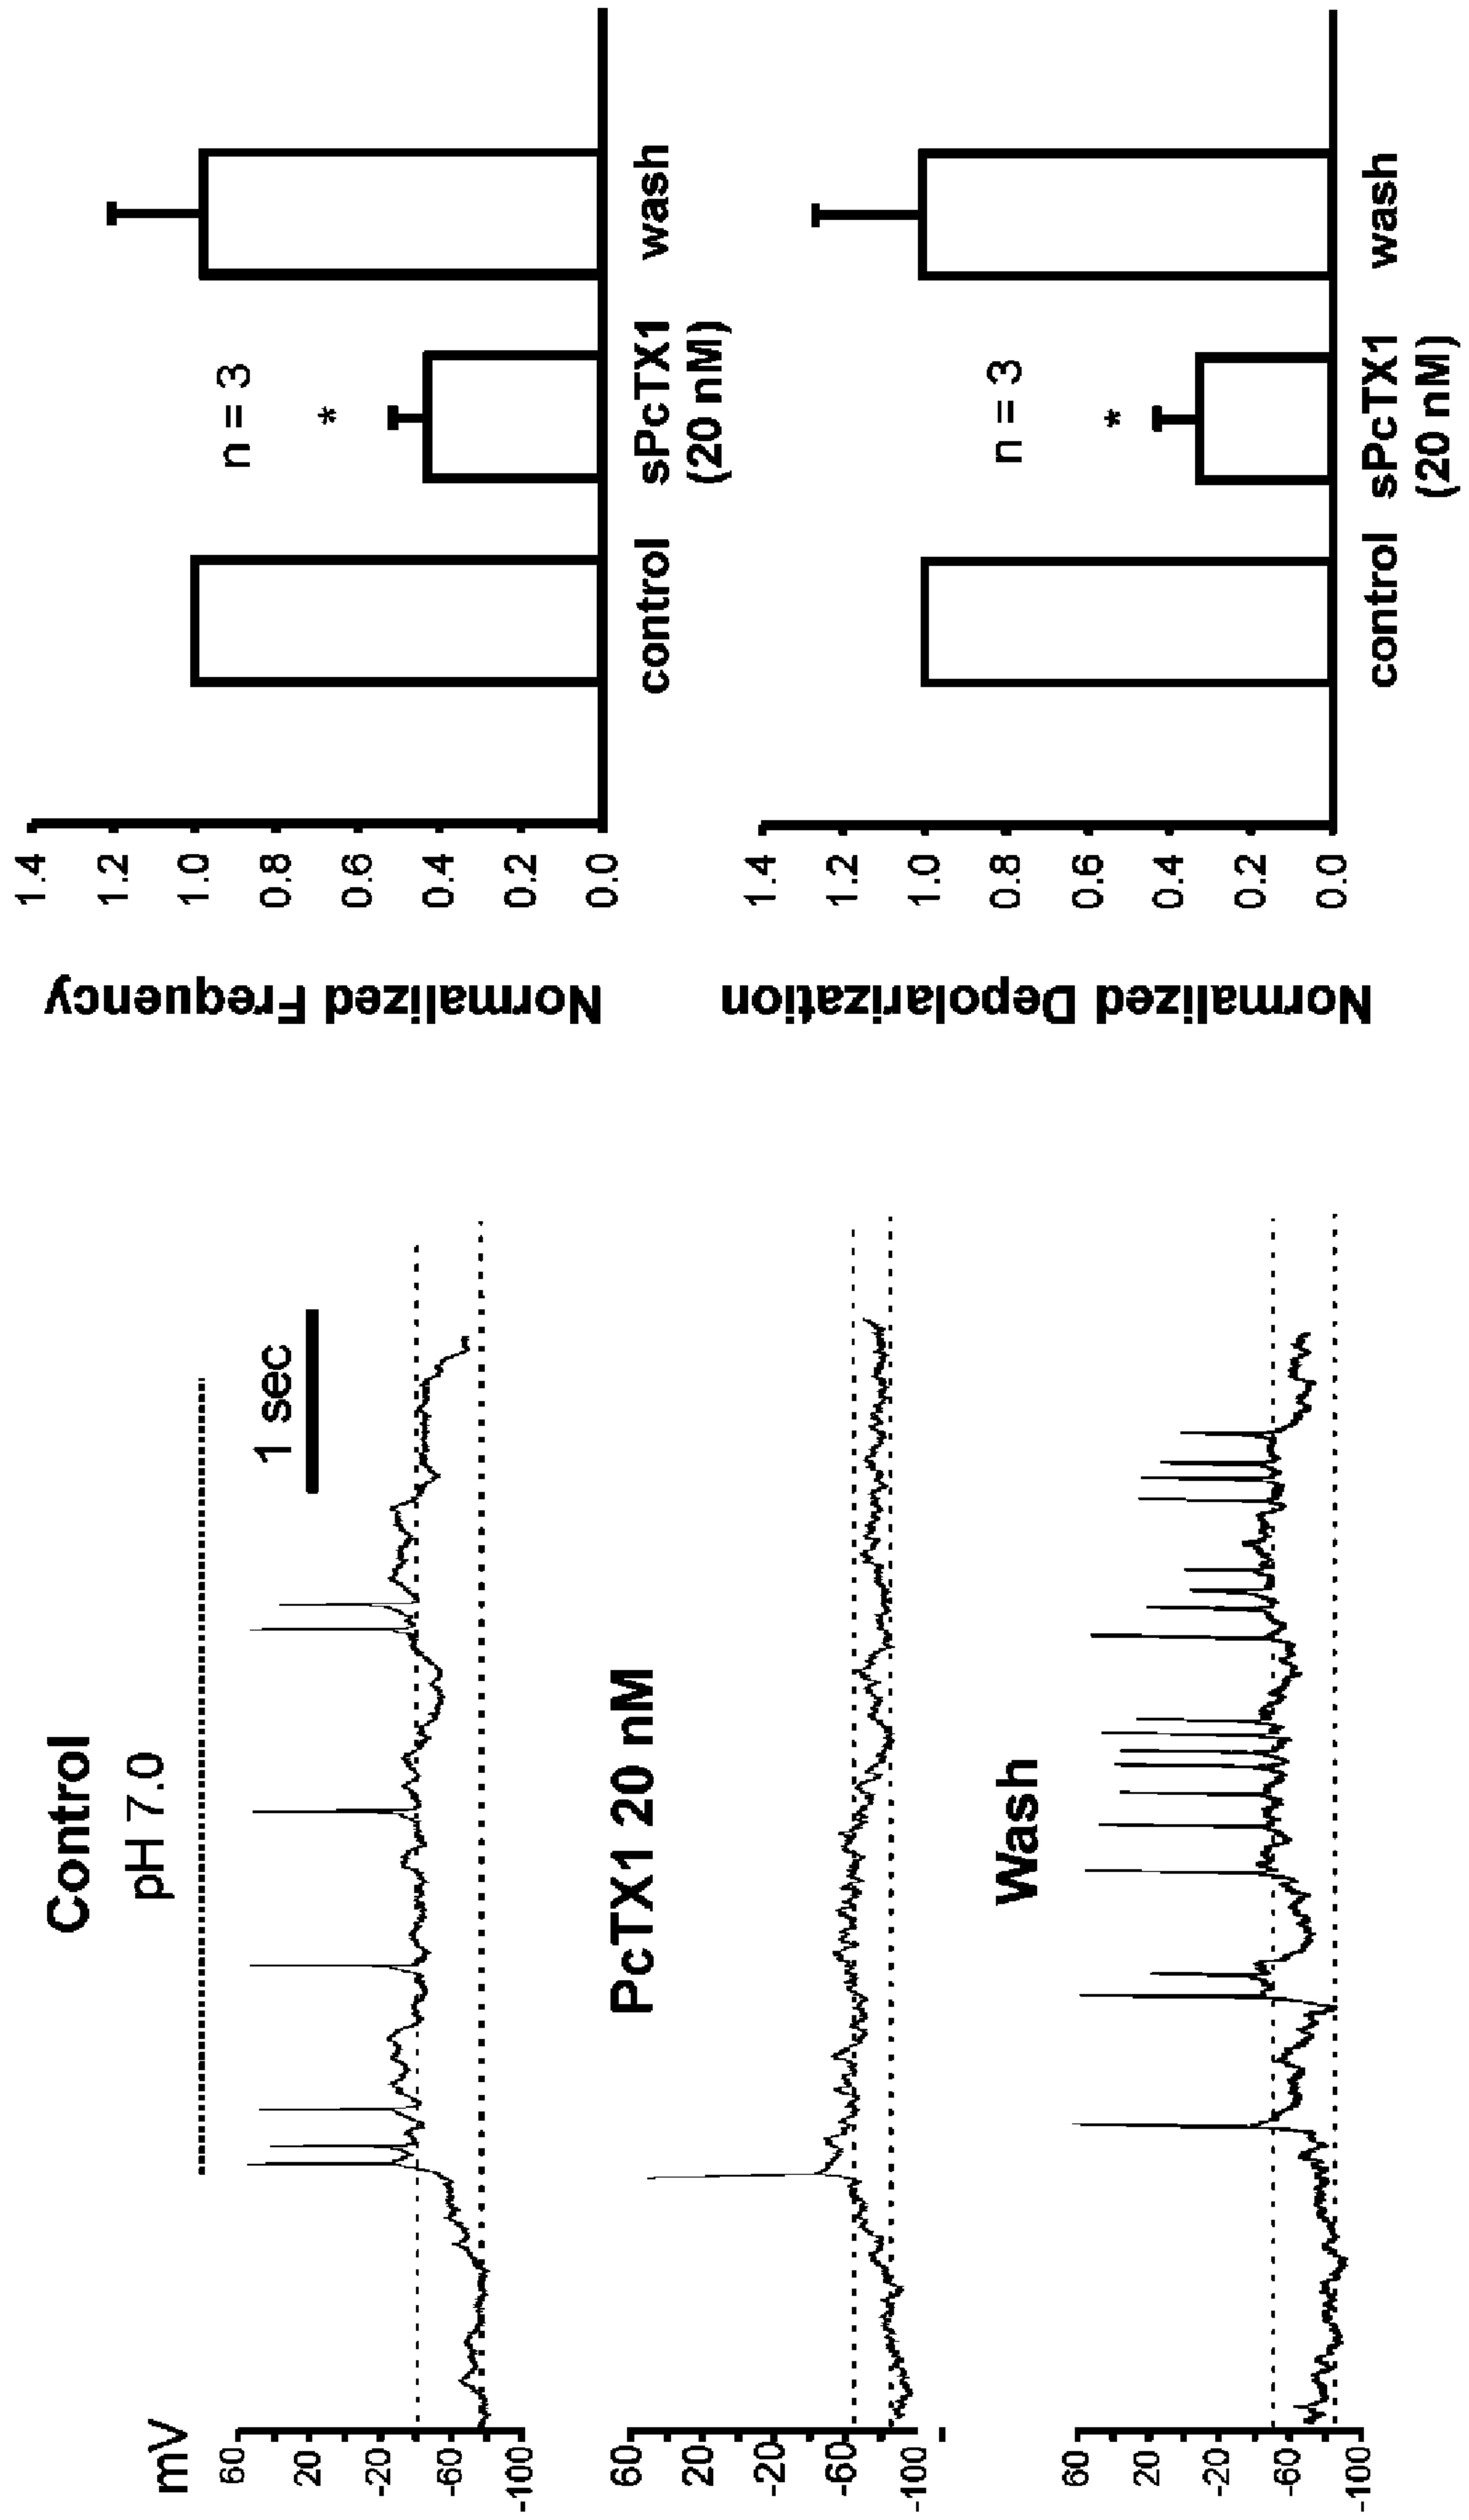 Control
pH 7.0
mV
60
20
-20
-60
-100
1 sec
PcTX1 20 nM
60
20
-20
-60
-100
Wash
60
20
-20
-60
-100
Normalized Frequency
1.4
1.2
1.0
0.8
0.6
0.4
0.2
0.0
n = 3
*
control
sPcTX1
(20 nM)
wash
Normalized Depolarization
1.4
1.2
1.0
0.8
0.6
0.4
0.2
0.0
n = 3
*
control
sPcTX1
(20 nM)
wash